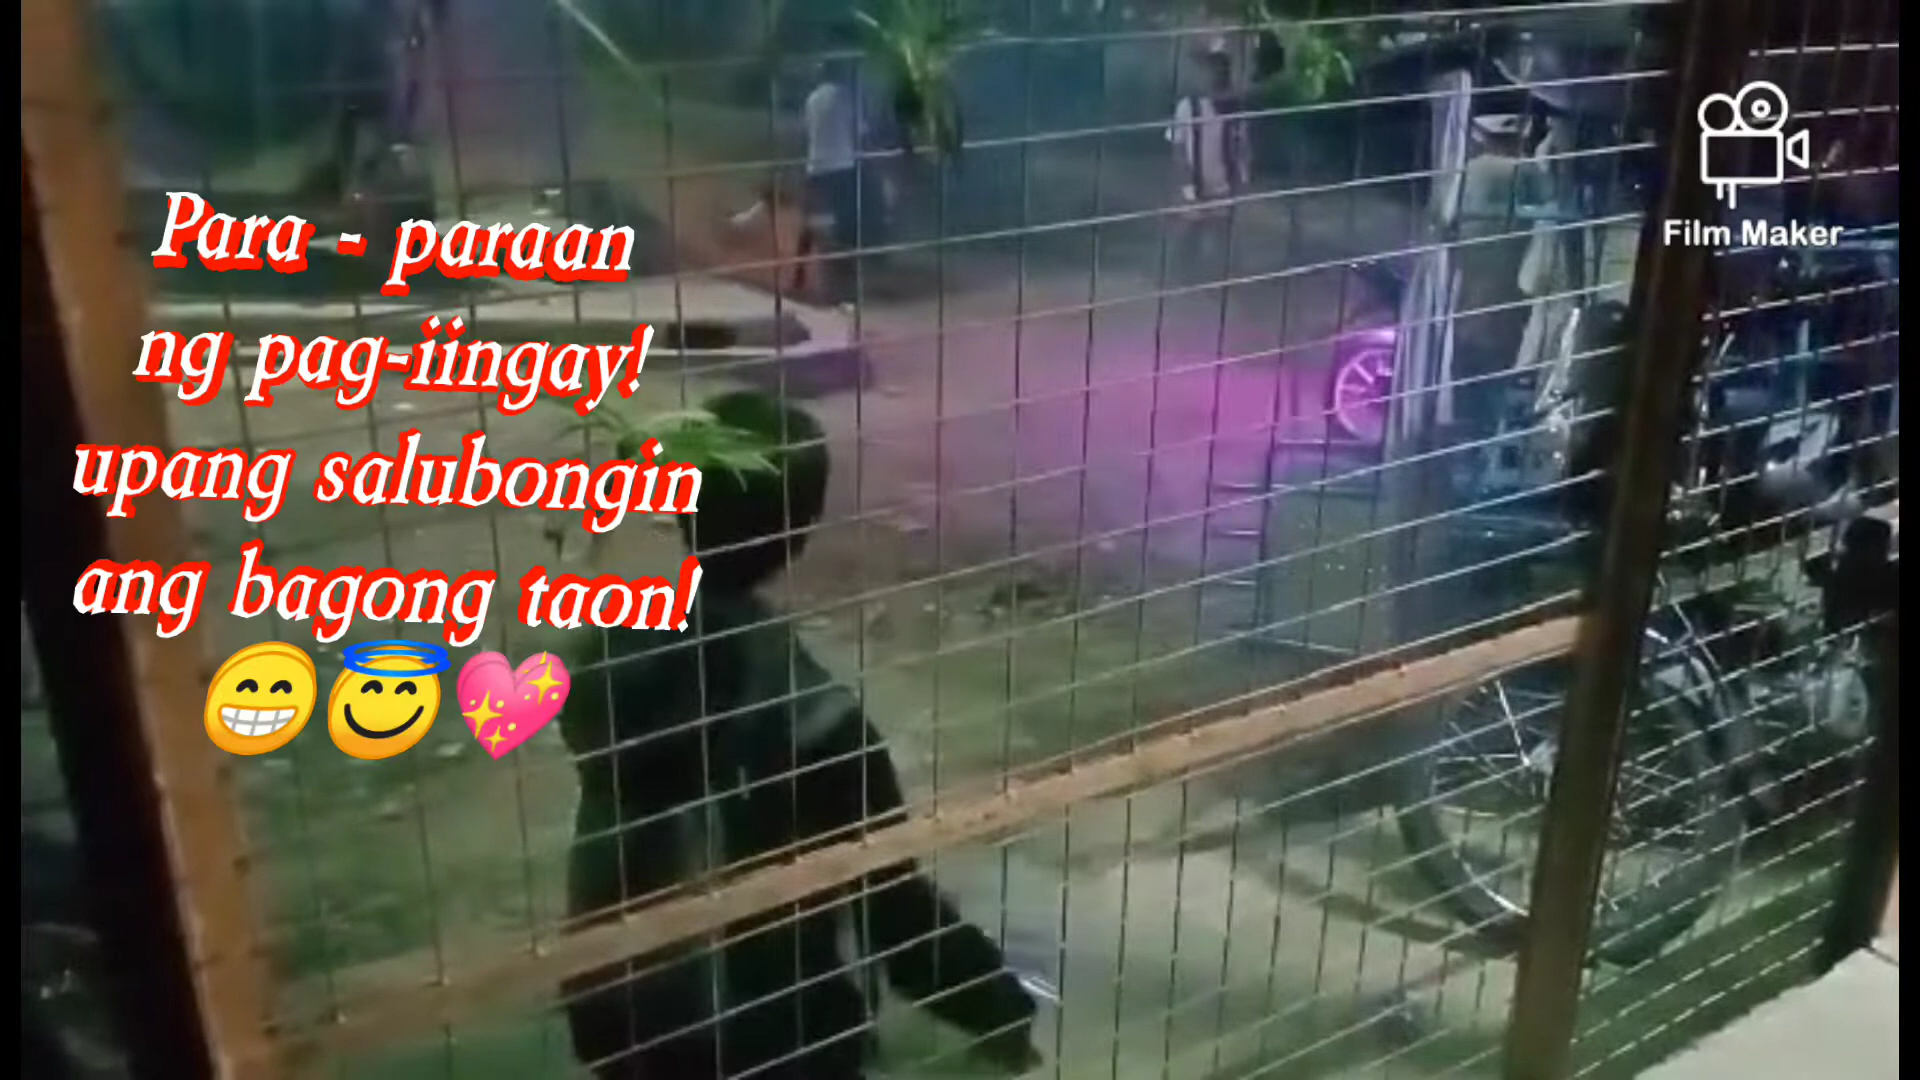 Para - paraan
ng pag-iingay!
upang salubongin
ang bagong taon!
😁😇💖
Film Maker